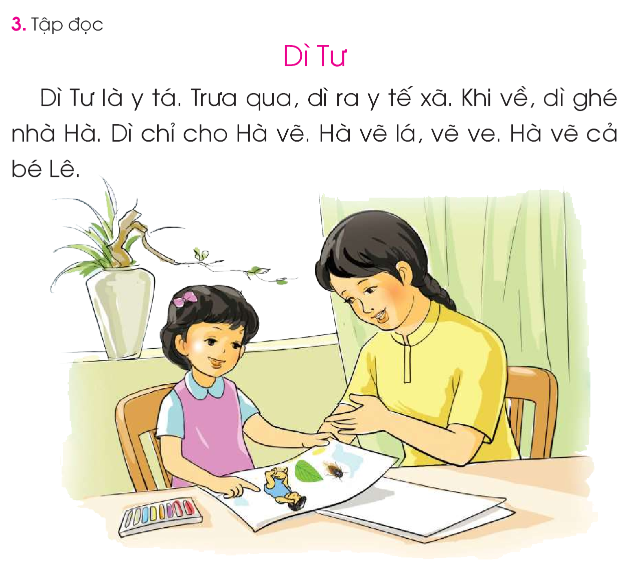 3. Tập đọc
Dì Tư
Dì Tư là y tá. Trưa qua, dì ra y tế xã. Khi về, dì ghé
nhà Hà. Dì chỉ cho Hà vẽ. Hà vẽ lá, vẽ ve. Hà vẽ cả
bé Lê.